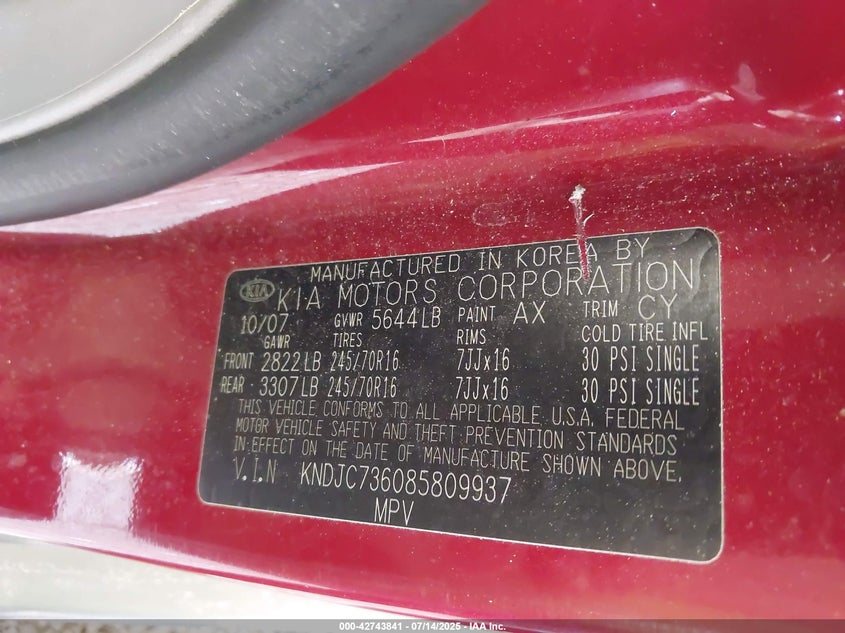 MANUFACTURED IN KOREA BY
KIA KIA MOTORS CORPORATION
10/07 GVWR 5644LB PAINT AX TRIM CY
GAWR TIRES RIMS COLD TIRE INFL
FRONT 2822LB 245/70R16 7JJx16 30 PSI SINGLE
REAR 3307LB 245/70R16 7JJx16 30 PSI SINGLE
THIS VEHICLE CONFORMS TO ALL APPLICABLE U.S.A. FEDERAL
MOTOR VEHICLE SAFETY AND THEFT PREVENTION STANDARDS
IN EFFECT ON THE DATE OF MANUFACTURE SHOWN ABOVE.
V.I.N KNDJC736085809937
MPV
000-42743841 - 07/14/2025 - IAA Inc.